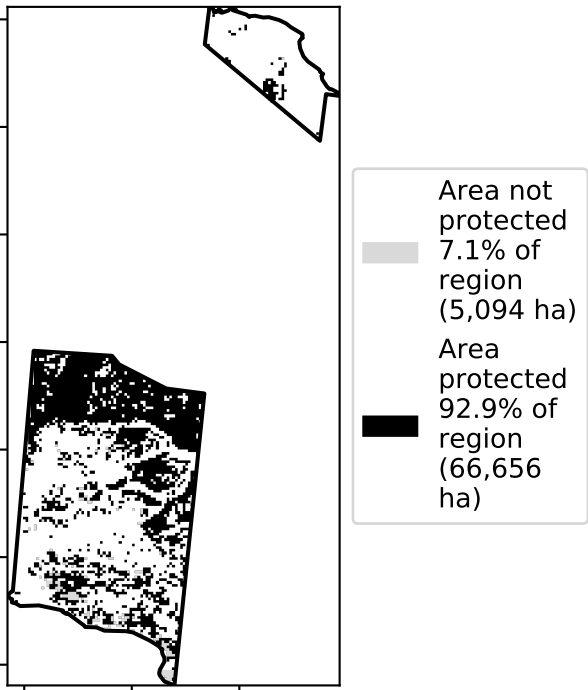 Area not
protected
7.1% of
region
(5,094 ha)
Area
protected
92.9% of
region
(66,656
ha)